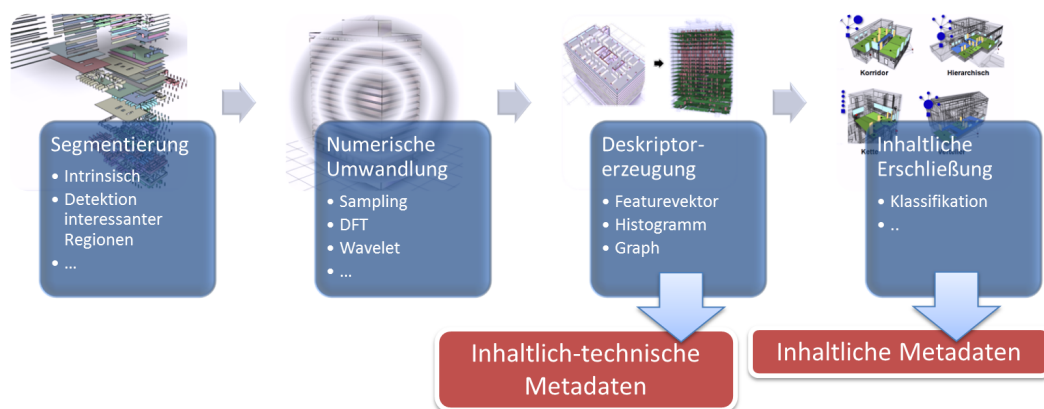 Korridor
Hierarchisch
Kette
Segmentierung
• Intrinsisch
• Detektion
interessanter
Regionen
• ...
Numerische
Umwandlung
• Sampling
• DFT
• Wavelet
• ...
Deskriptor-
erzeugung
• Featurevektor
• Histogramm
• Graph
Inhaltliche
Erschließung
• Klassifikation
• ..
Inhaltlich-technische
Metadaten
Inhaltliche Metadaten